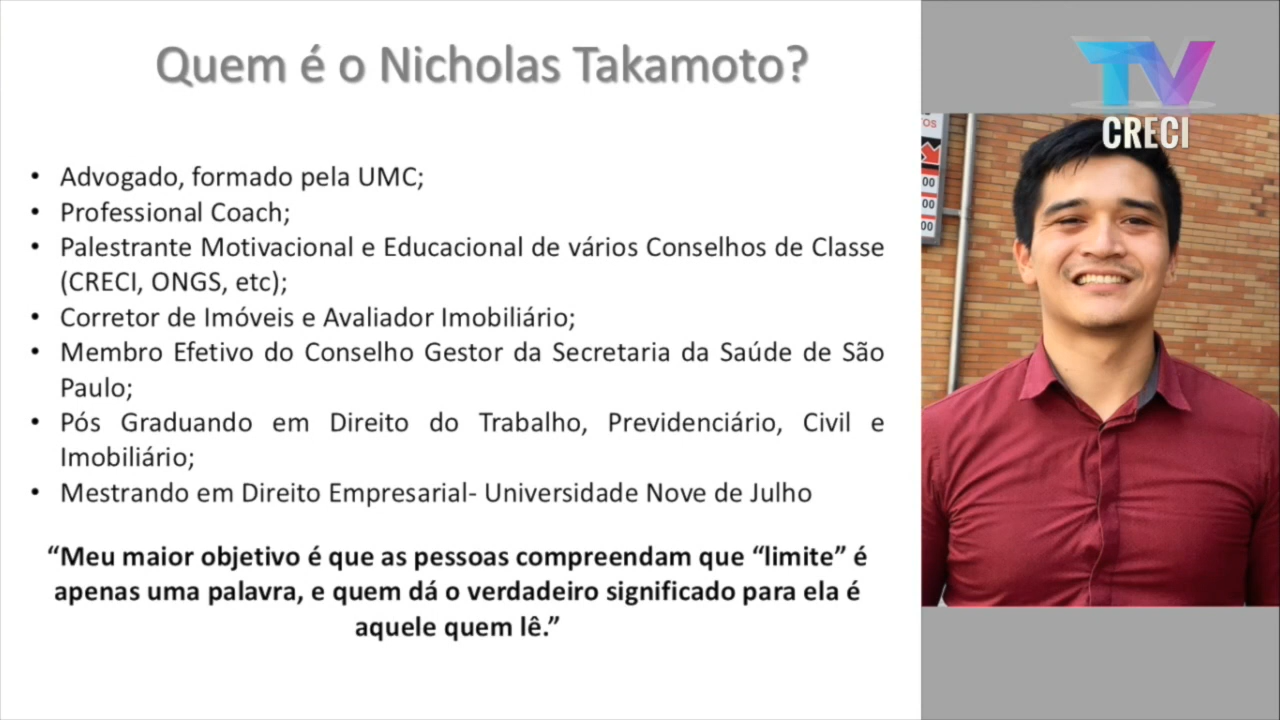 Quem é o Nicholas Takamoto?
• Advogado, formado pela UMC;
• Professional Coach;
• Palestrante Motivacional e Educacional de vários Conselhos de Classe
(CRECI, ONGS, etc);
• Corretor de Imóveis e Avaliador Imobiliário;
• Membro Efetivo do Conselho Gestor da Secretaria da Saúde de São
Paulo;
• Pós Graduando em Direito do Trabalho, Previdenciário, Civil e
Imobiliário;
• Mestrando em Direito Empresarial- Universidade Nove de Julho
“Meu maior objetivo é que as pessoas compreendam que “limite” é
apenas uma palavra, e quem dá o verdadeiro significado para ela é
aquele quem lê.”
TV
CRECI